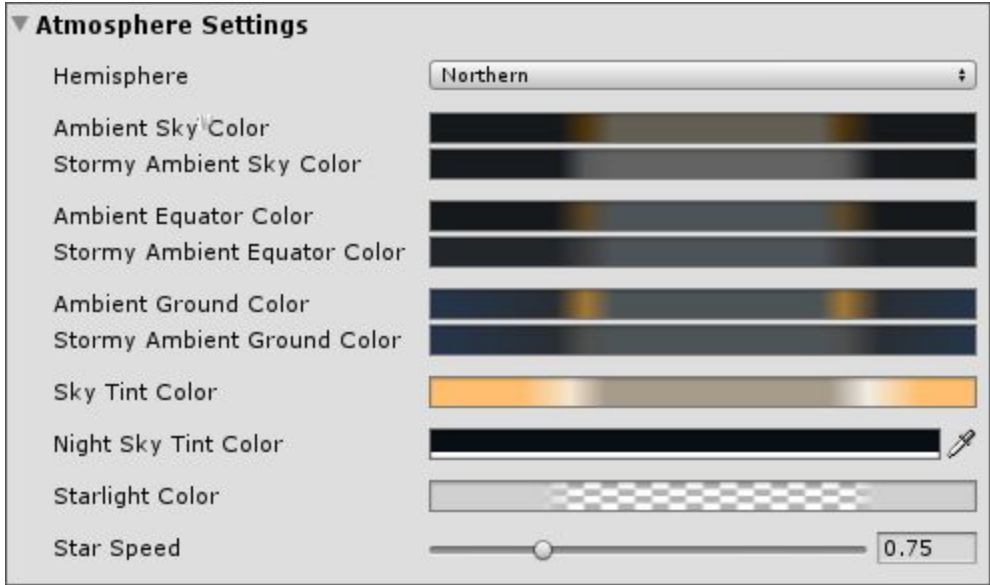 Atmosphere Settings
Hemisphere Northern
Ambient Sky Color
Stormy Ambient Sky Color
Ambient Equator Color
Stormy Ambient Equator Color
Ambient Ground Color
Stormy Ambient Ground Color
Sky Tint Color
Night Sky Tint Color
Starlight Color
Star Speed 0.75